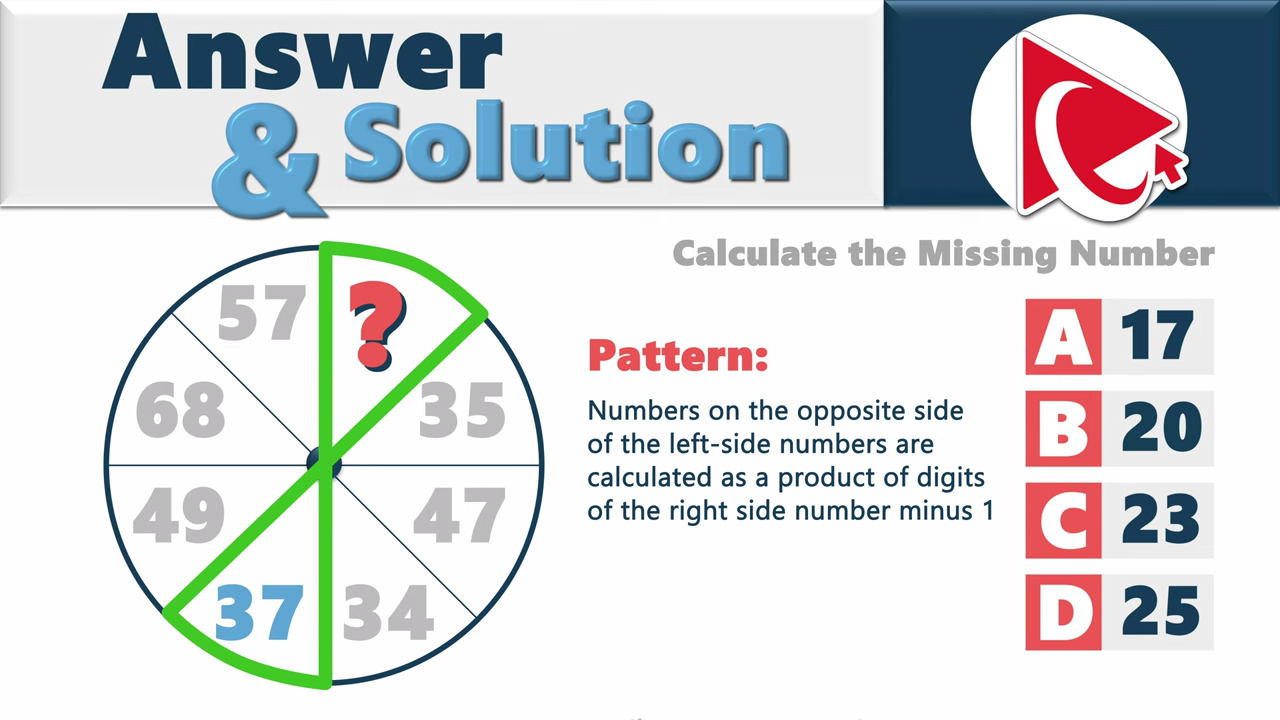 Answer
& Solution
Calculate the Missing Number
57
?
68
35
49
47
37
34
Pattern:
Numbers on the opposite side
of the left-side numbers are
calculated as a product of digits
of the right side number minus 1
A 17
B 20
C 23
D 25